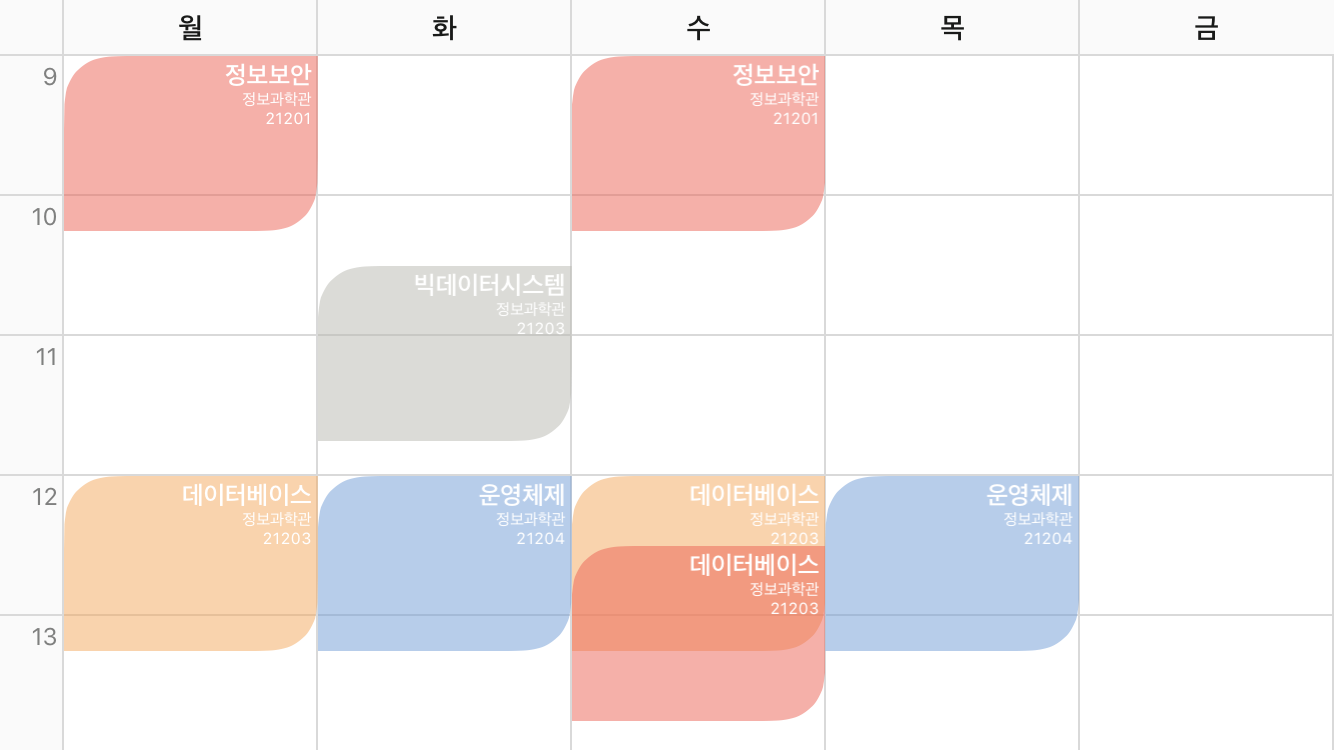 월 화 수 목 금
9
정보보안
정보과학관
21201
정보보안
정보과학관
21201
10
빅데이터시스템
정보과학관
21203
11
12
데이터베이스
정보과학관
21203
운영체제
정보과학관
21204
데이터베이스
정보과학관
21203
운영체제
정보과학관
21204
데이터베이스
정보과학관
21203
13